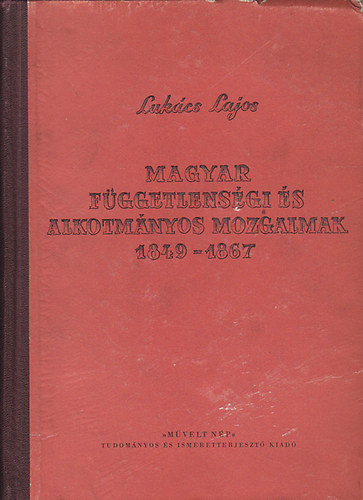 Lukács Lajos
MAGYAR
FÜGGETLENSÉGI ÉS
ALKOTMÁNYOS MOZGALMAK
1849-1867
»MŰVELT NÉP«
TUDOMÁNYOS ÉS ISMERETTERJESZTŐ KIADÓ